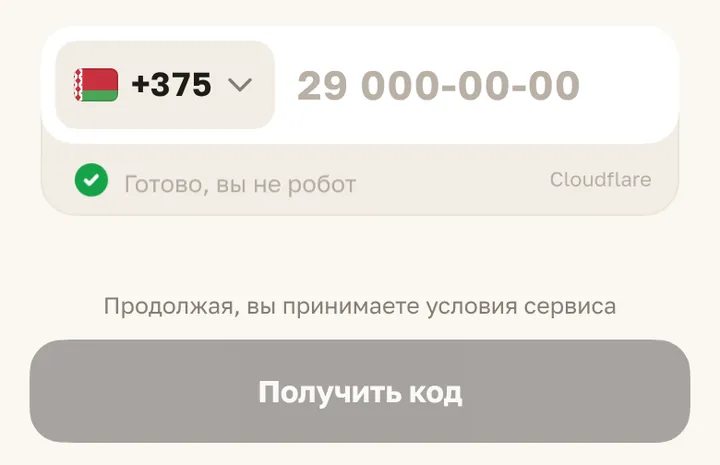 +375 29 000-00-00
Готово, вы не робот Cloudflare
Продолжая, вы принимаете условия сервиса
Получить код